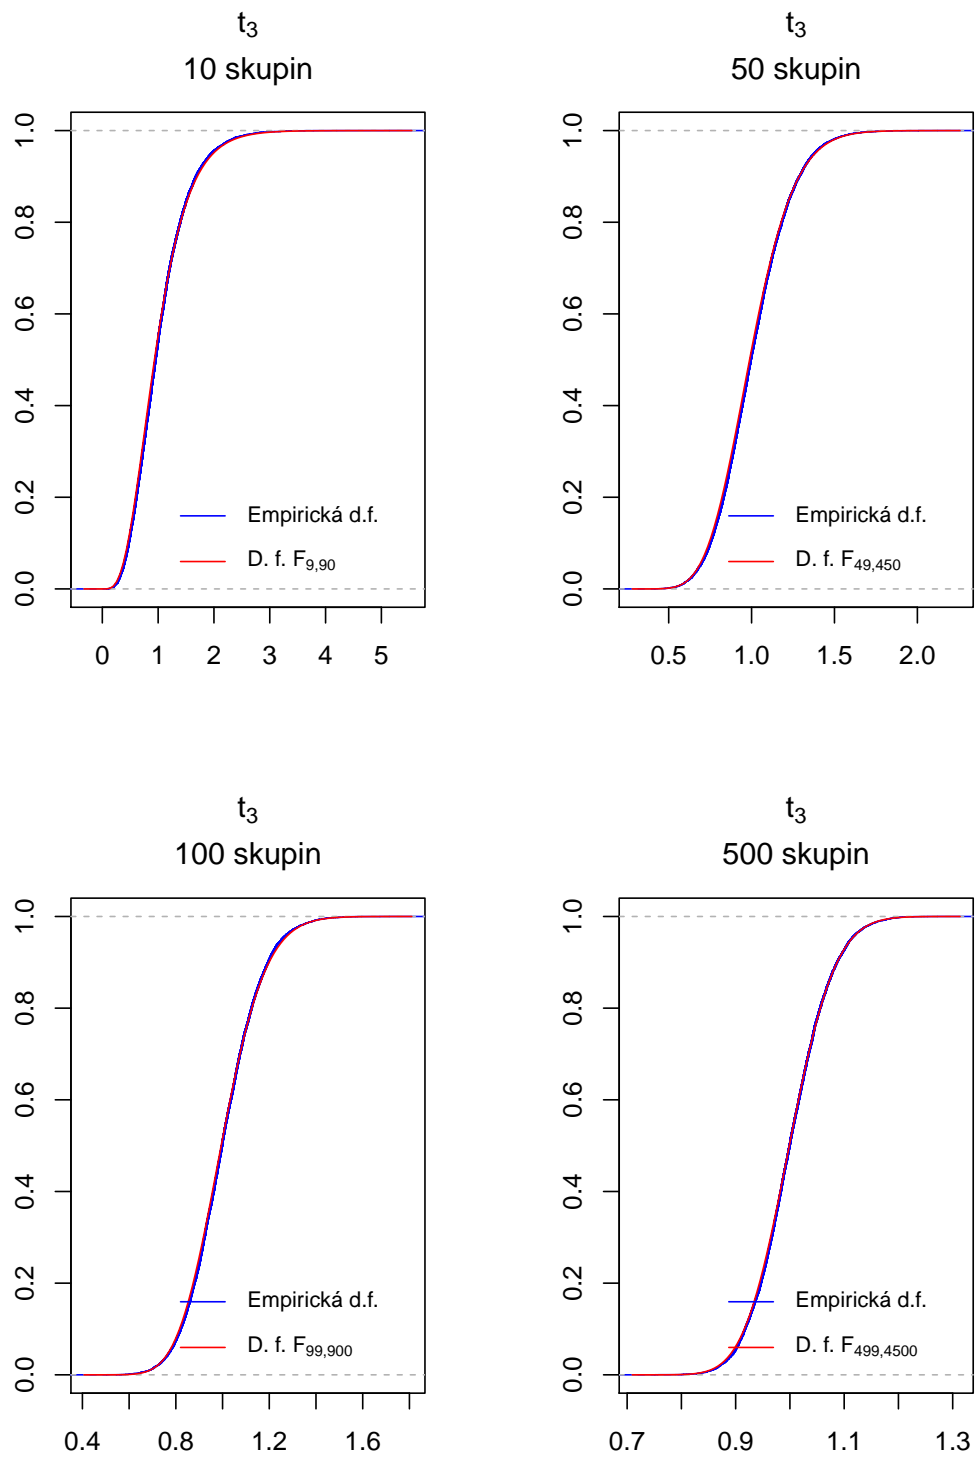 t3
10 skupin
1.0
0.8
0.6
0.4
0.2
0.0
Empirická d.f.
D. f. F9,90
0 1 2 3 4 5
t3
50 skupin
1.0
0.8
0.6
0.4
0.2
0.0
Empirická d.f.
D. f. F49,450
0.5 1.0 1.5 2.0
t3
100 skupin
1.0
0.8
0.6
0.4
0.2
0.0
Empirická d.f.
D. f. F99,900
0.4 0.8 1.2 1.6
t3
500 skupin
1.0
0.8
0.6
0.4
0.2
0.0
Empirická d.f.
D. f. F499,4500
0.7 0.9 1.1 1.3